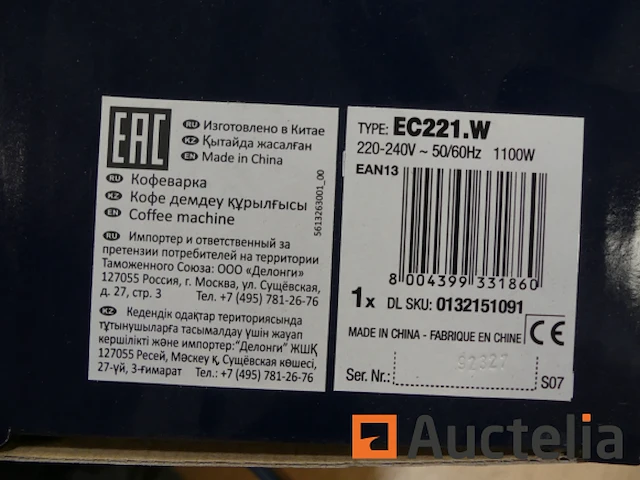 EAC
RU Изготовлено в Китае
KZ Қытайда жасалған
EN Made in China
RU Кофеварка
KZ Кофе демдеу құрылғысы
EN Coffee machine
5613263001_00
RU Импортер и ответственный за
претензии потребителей на территории
Таможенного Союза: ООО «Делонги»
127055 Россия, г. Москва, ул. Сущёвская,
д. 27, стр. 3 Тел. +7 (495) 781-26-76
KZ Кедендік одақтар териториясында
тұтынушыларға тасымалдау үшін жауап
кершілікті және импортер:"Делонги" ЖШҚ
127055 Ресей, Мәскеу қ, Сущёвская көшесі,
27-үй, 3-ғимарат Тел.: +7 (495) 781-26-76
TYPE: EC221.W
220-240V ~ 50/60Hz 1100W
EAN13
8 004399 331860
1x DL SKU: 0132151091
MADE IN CHINA - FABRIQUE EN CHINE CE
92327
Ser. Nr.: S07
Auctelia